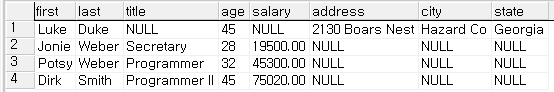 first last title age salary address city state
1 Luke Duke NULL 45 NULL 2130 Boars Nest Hazard Co Georgia
2 Jonie Weber Secretary 28 19500.00 NULL NULL NULL
3 Potsy Weber Programmer 32 45300.00 NULL NULL NULL
4 Dirk Smith Programmer II 45 75020.00 NULL NULL NULL